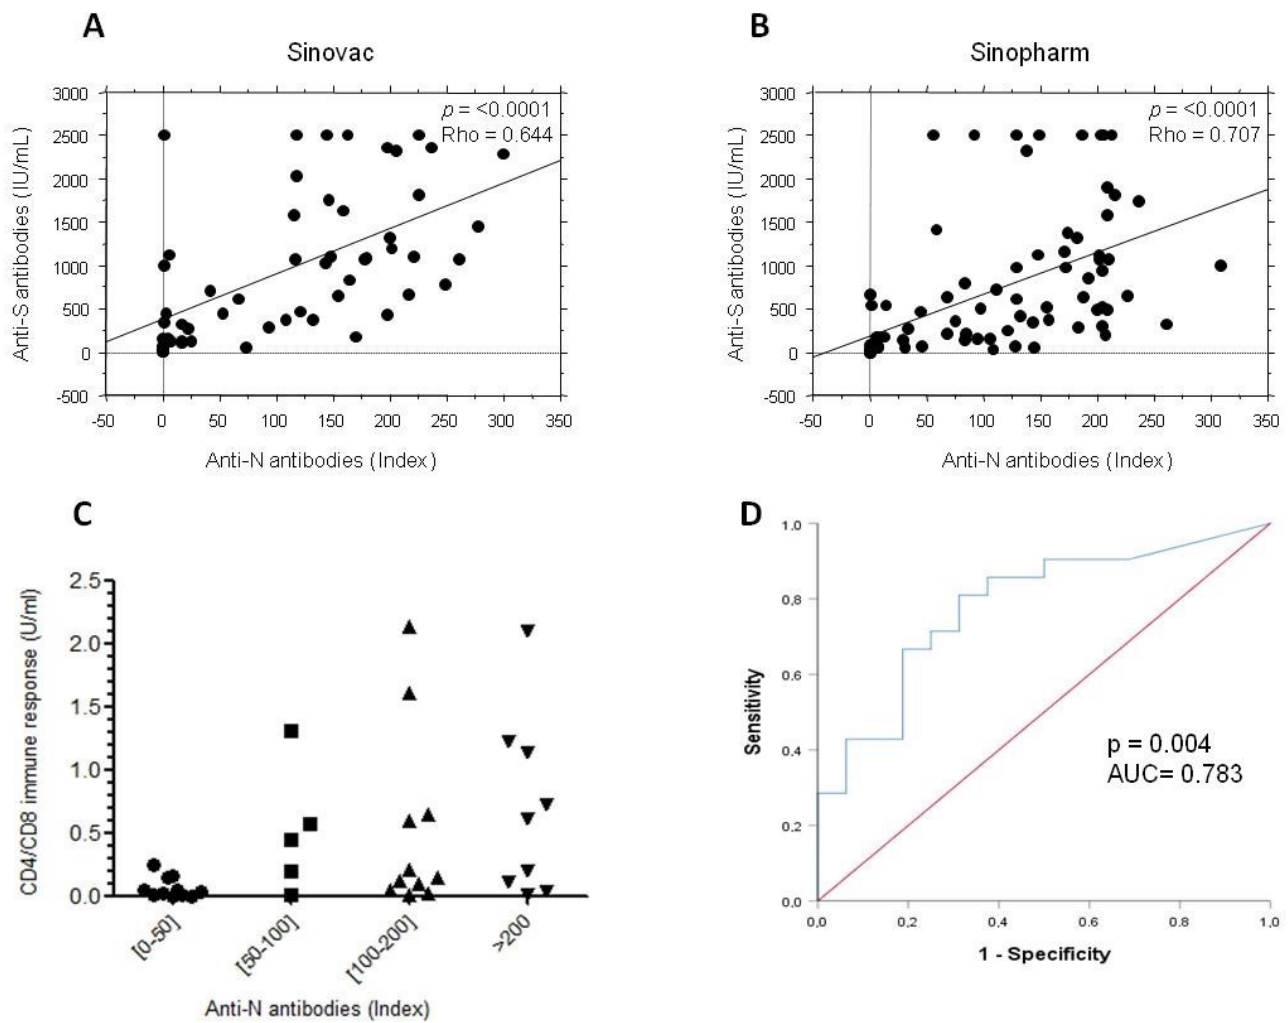 A
Sinovac
3000
2500
2000
1500
1000
500
0
-500
-50
0
50
100
150
200
250
300
350
p = <0.0001
Rho = 0.644
Anti-S antibodies (IU/mL)
Anti-N antibodies (Index)
B
Sinopharm
3000
2500
2000
1500
1000
500
0
-500
-50
0
50
100
150
200
250
300
350
p = <0.0001
Rho = 0.707
Anti-S antibodies (IU/mL)
Anti-N antibodies (Index)
C
2.5
2.0
1.5
1.0
0.5
0.0
CD4/CD8 immune response (U/ml)
[0-50]
[50-100]
[100-200]
>200
Anti-N antibodies (Index)
D
1.0
0.8
0.6
0.4
0.2
0.0
Sensitivity
p = 0.004
AUC= 0.783
0,0
0,2
0.4
0.6
0.8
1.0
1 - Specificity